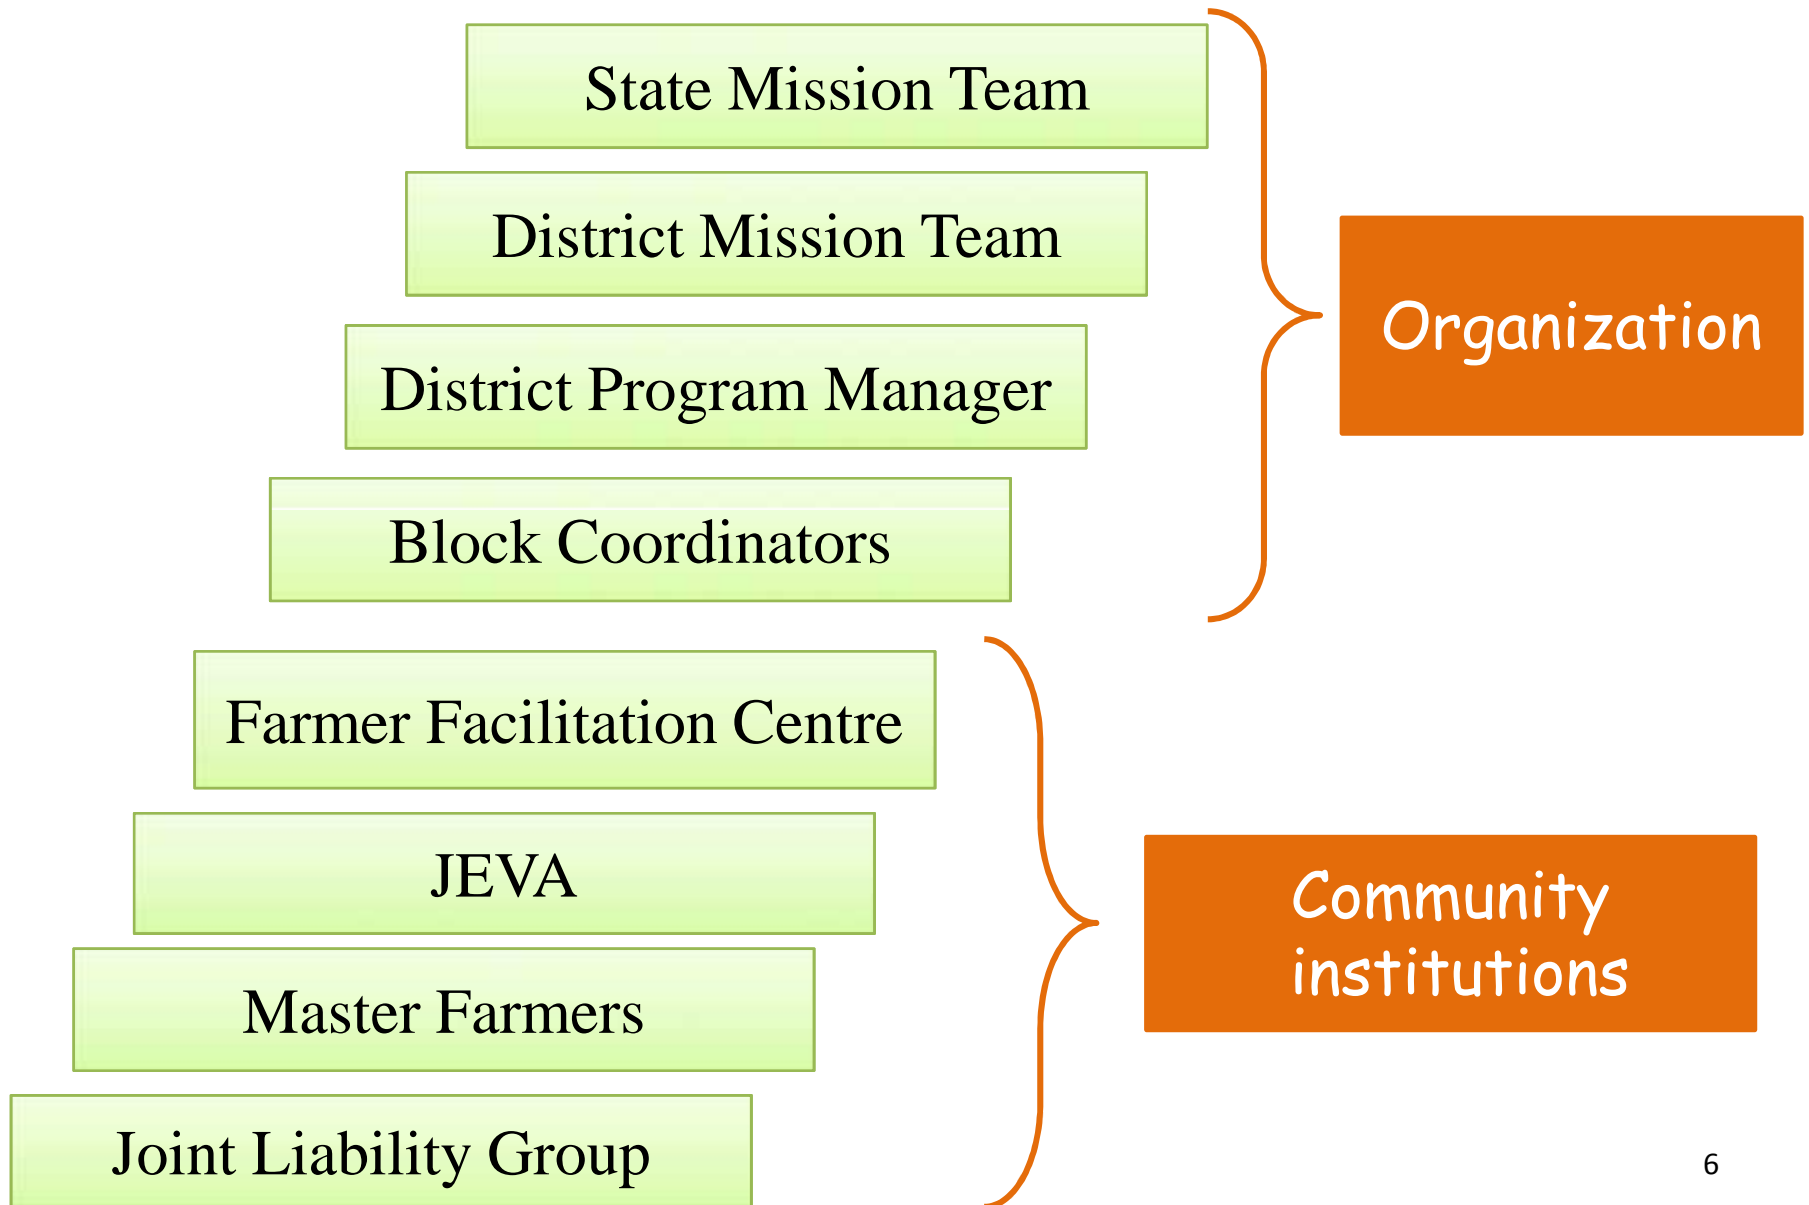 State Mission Team
District Mission Team
District Program Manager
Block Coordinators
Organization
Farmer Facilitation Centre
JEVA
Master Farmers
Joint Liability Group
Community
institutions
6